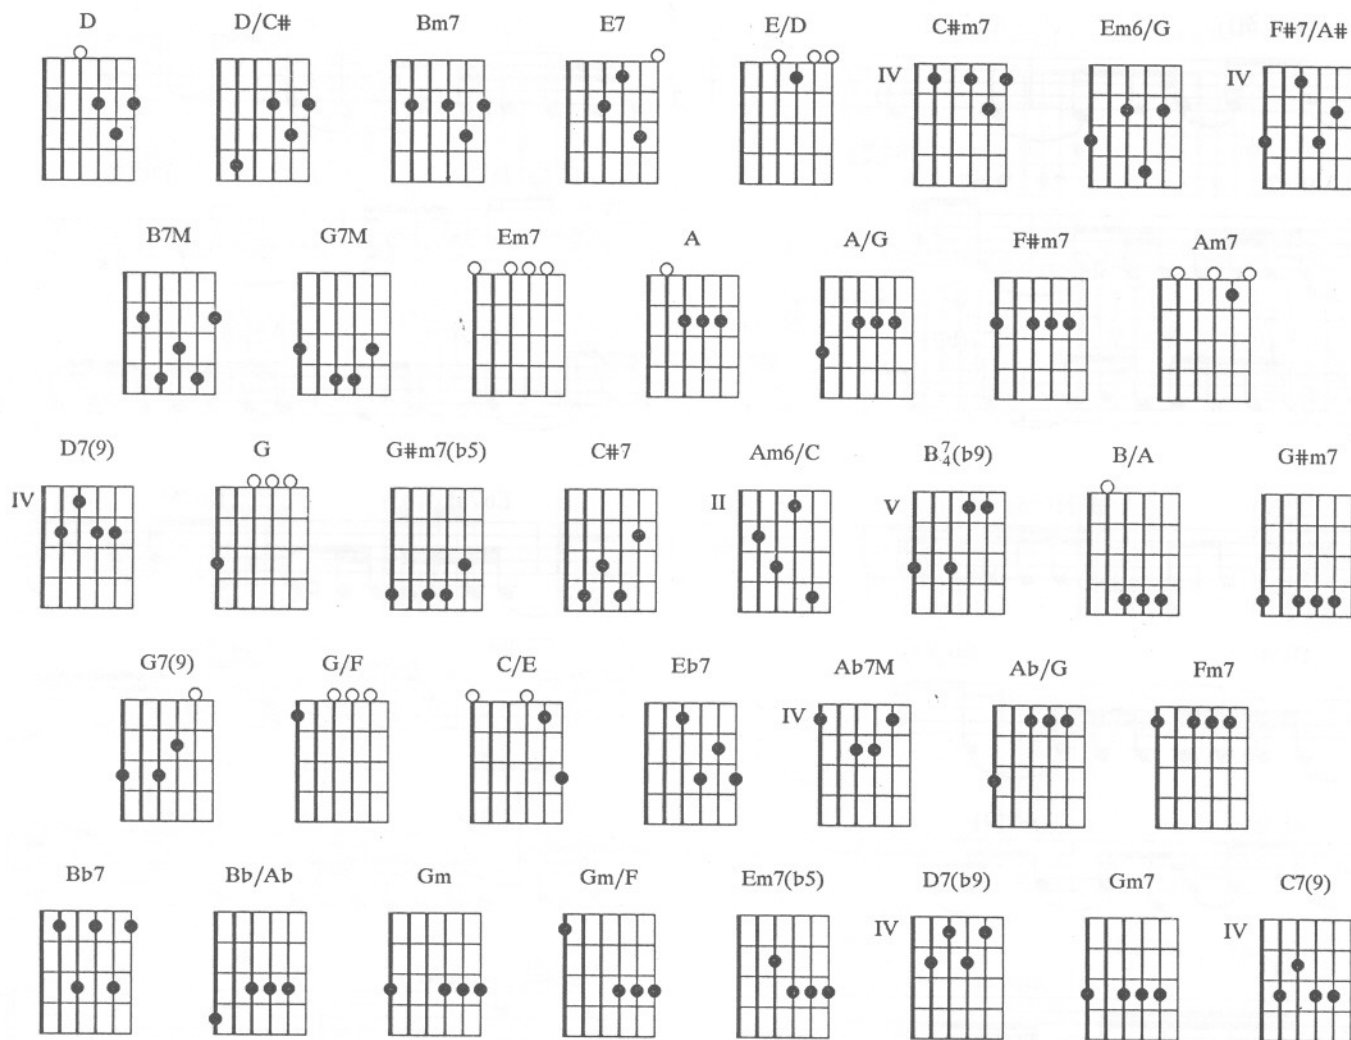 D D/C# Bm7 E7 E/D C#m7 Em6/G F#7/A#
IV IV
B7M G7M Em7 A A/G F#m7 Am7
D7(9) G G#m7(b5) C#7 Am6/C B7/4(b9) B/A G#m7
IV II V
G7(9) G/F C/E Eb7 Ab7M Ab/G Fm7
IV
Bb7 Bb/Ab Gm Gm/F Em7(b5) D7(b9) Gm7 C7(9)
IV IV